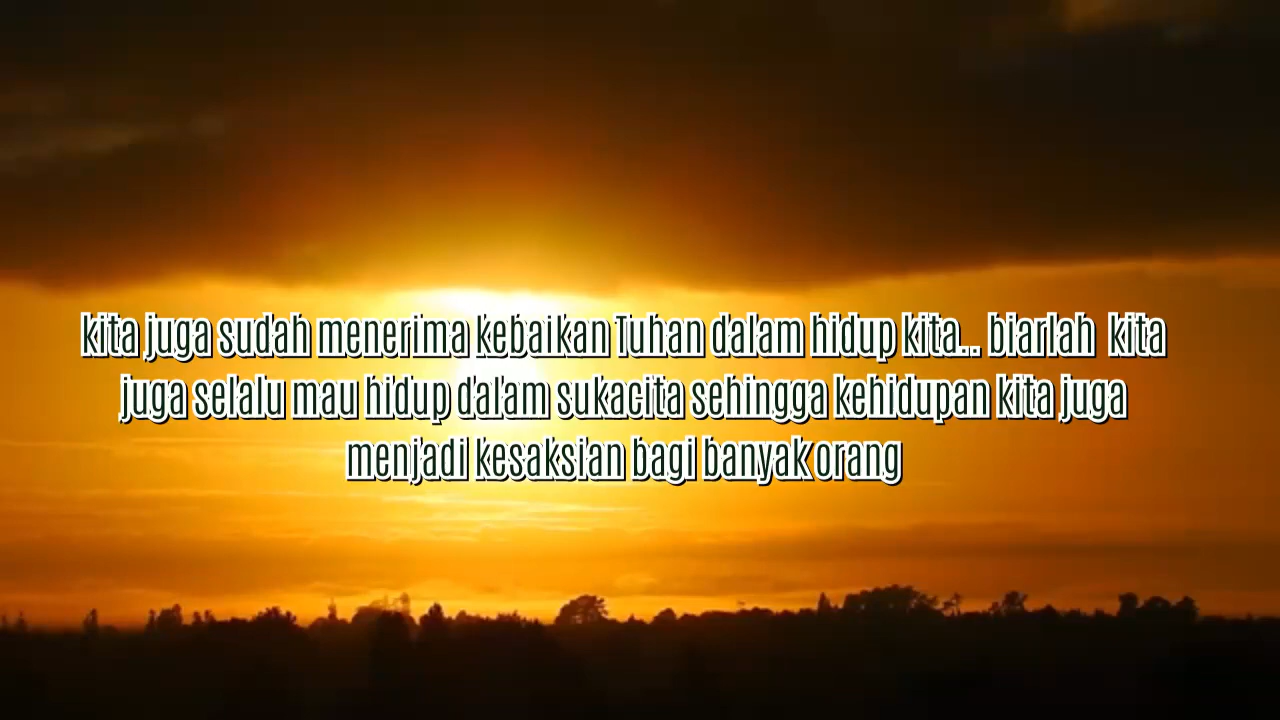 kita juga sudah menerima kebaikan Tuhan dalam hidup kita.. biarlah  kita
juga selalu mau hidup dalam sukacita sehingga kehidupan kita juga
menjadi kesaksian bagi banyak orang